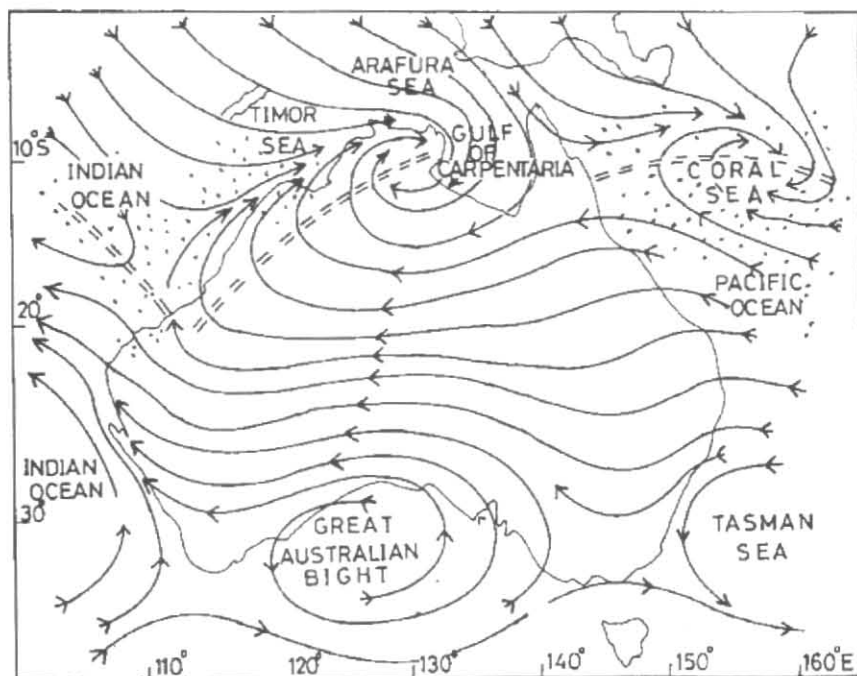 ARAFURA
SEA
TIMOR
SEA
GULF
OF
CARPENTARIA
10°S
INDIAN
OCEAN
CORAL
SEA
PACIFIC
OCEAN
20°
INDIAN
OCEAN
30°
GREAT
AUSTRALIAN
BIGHT
TASMAN
SEA
110° 120° 130° 140° 150° 160°E